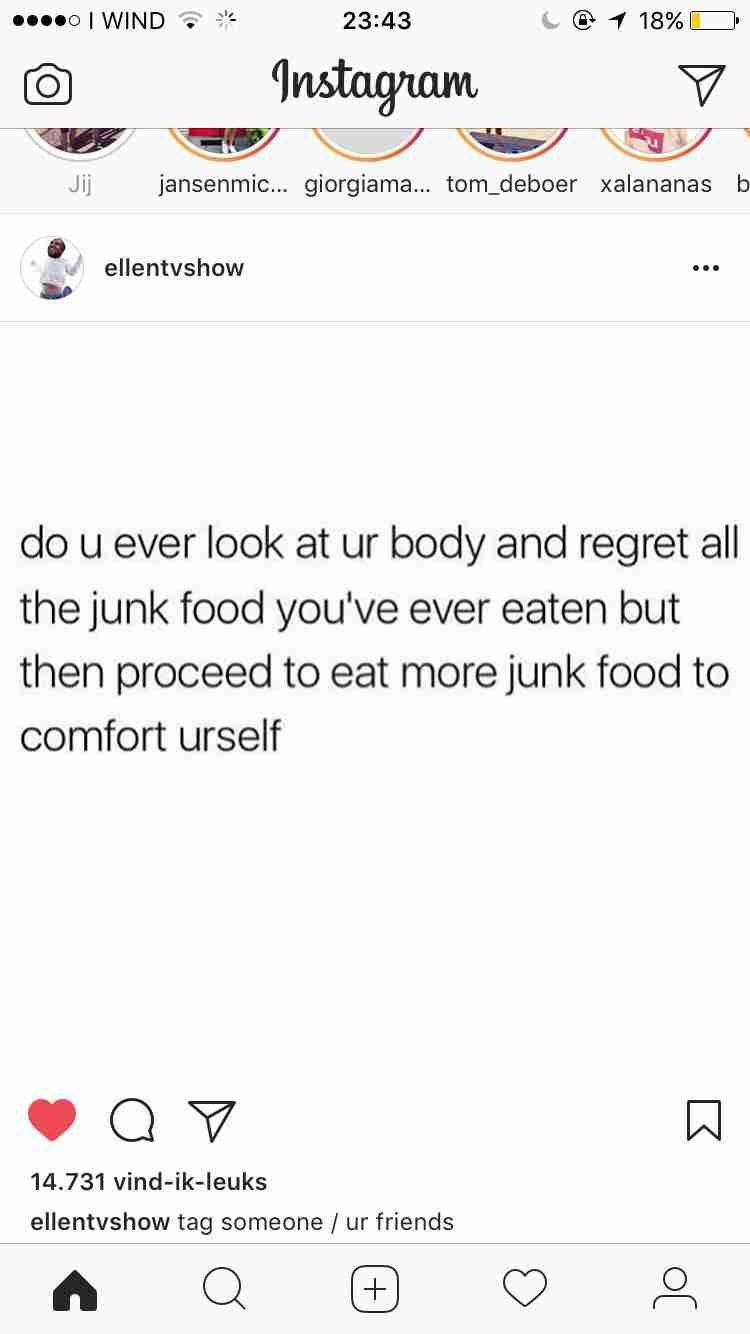 I WIND 23:43 18%
Instagram
Jij jansenmic... giorgiama... tom_deboer xalananas b
ellentvshow
do u ever look at ur body and regret all
the junk food you've ever eaten but
then proceed to eat more junk food to
comfort urself
14.731 vind-ik-leuks
ellentvshow tag someone / ur friends